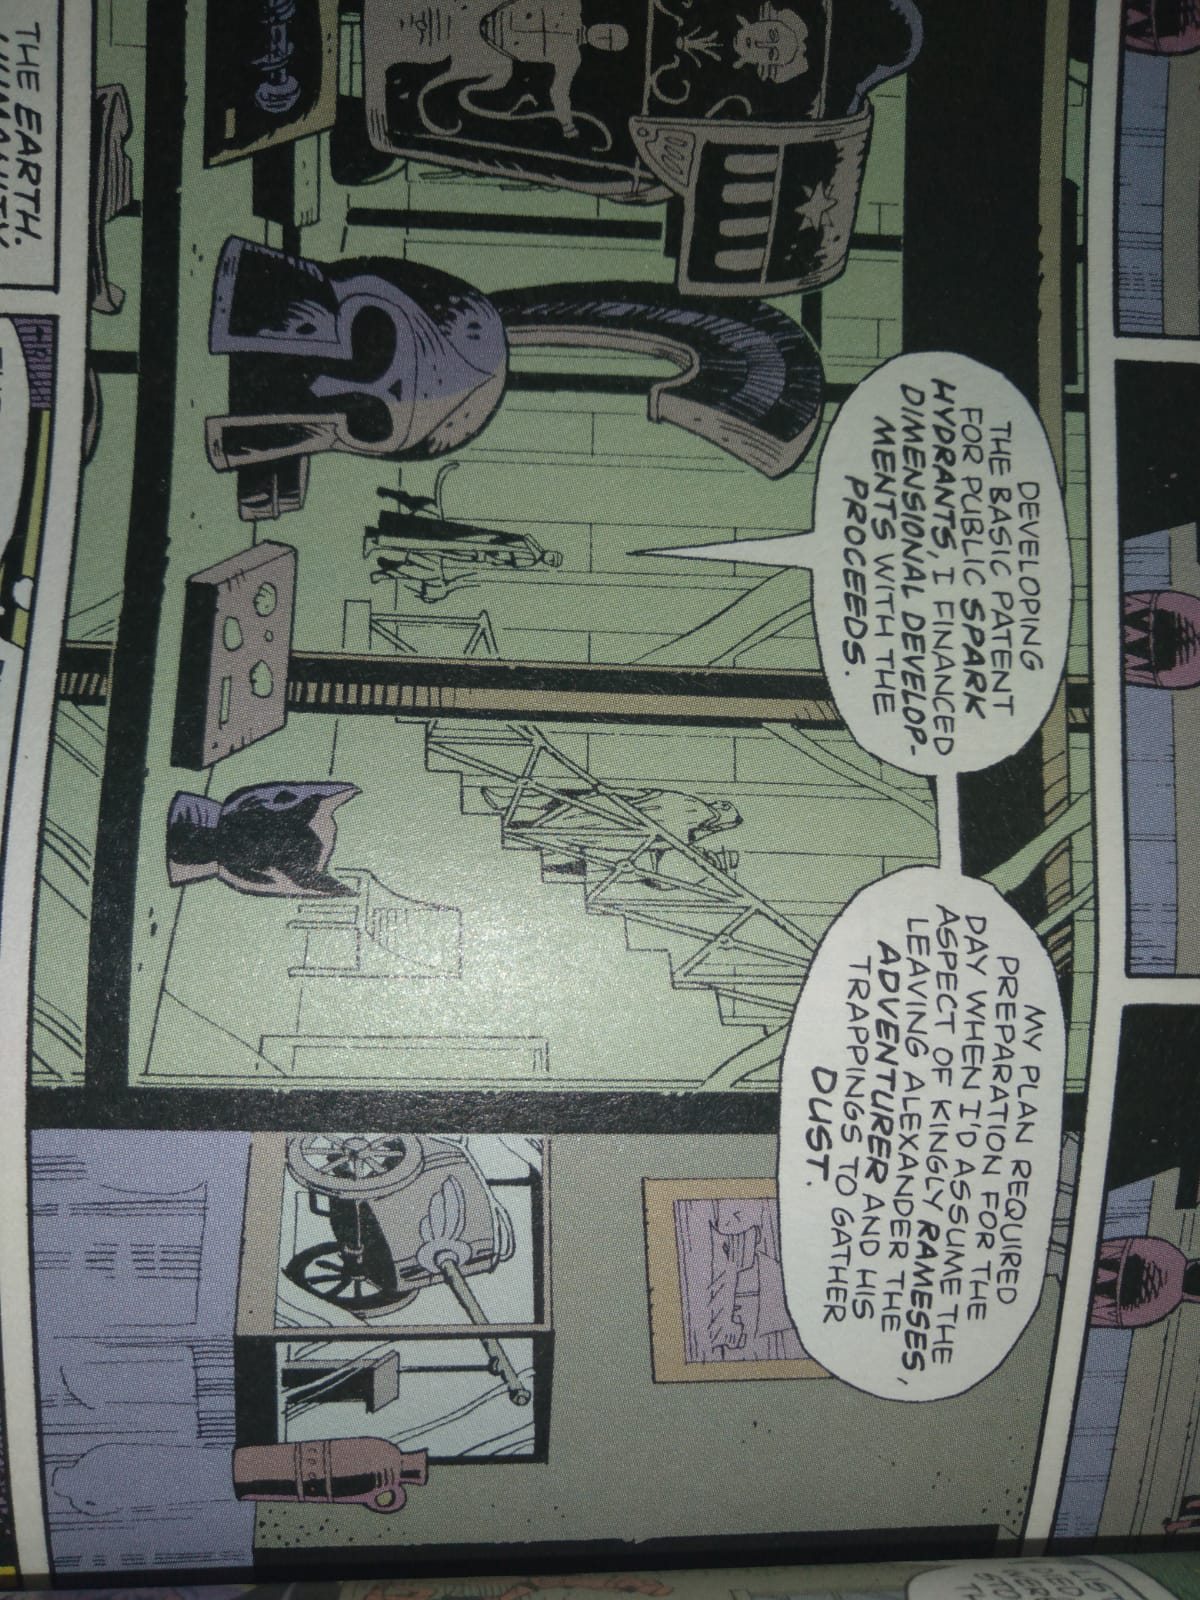 DEVELOPING
THE BASIC PATENT
FOR PUBLIC SPARK
HYDRANTS, I FINANCED
DIMENSIONAL DEVELOP-
MENTS WITH THE
PROCEEDS.
MY PLAN REQUIRED
PREPARATION FOR THE
DAY WHEN I'D ASSUME THE
ASPECT OF KINGLY RAMESES,
LEAVING ALEXANDER THE
ADVENTURER AND HIS
TRAPPINGS TO GATHER
DUST.
THE EARTH.
HUMANITY